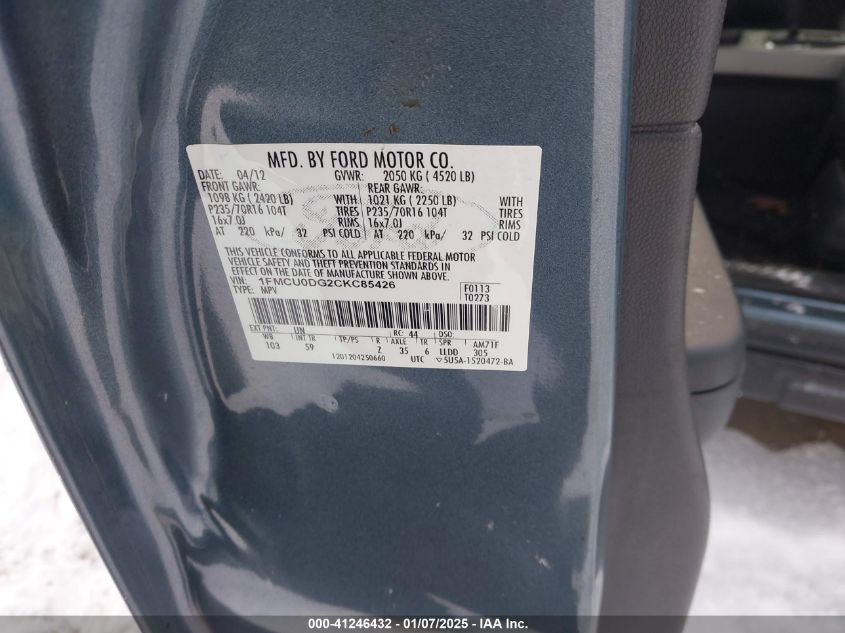 MFD. BY FORD MOTOR CO.
DATE: 04/12 GVWR: 2050 KG ( 4520 LB)
FRONT GAWR: REAR GAWR:
1098 KG ( 2420 LB) WITH 1021 KG ( 2250 LB) WITH
P235/70R16 104T TIRES P235/70R16 104T TIRES
16x7.0J RIMS 16x7.0J RIMS
AT 220 kPa/ 32 PSI COLD AT 220 kPa/ 32 PSI COLD
THIS VEHICLE CONFORMS TO ALL APPLICABLE FEDERAL MOTOR
VEHICLE SAFETY AND THEFT PREVENTION STANDARDS IN
EFFECT ON THE DATE OF MANUFACTURE SHOWN ABOVE.
VIN: 1FMCU0DG2CKC85426 F0113
TYPE: MPV T0273
EXT PNT: UN RC: 44 DSO:
WB INT TR TP/PS R AXLE TR SPR AM71F
103 59 Z 35 6 LLDD 305
1201204250660 UTC ▽5U5A-1520472-BA
000-41246432 - 01/07/2025 - IAAI.com